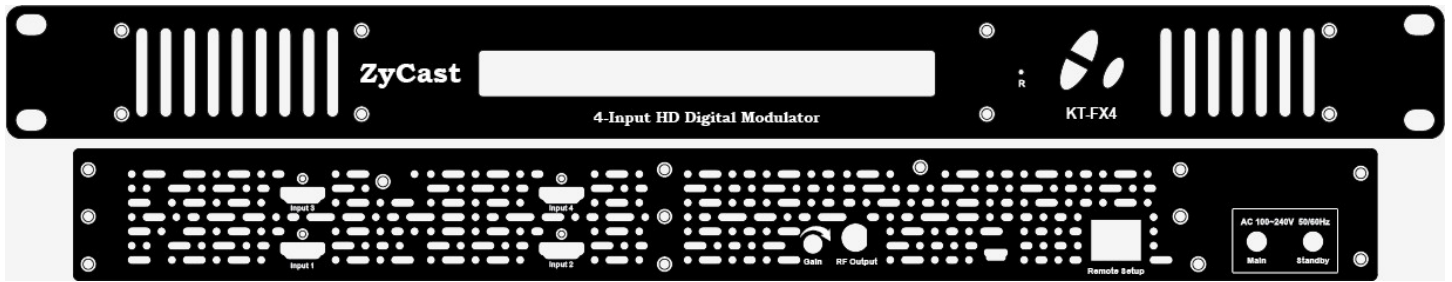 ZyCast
4-Input HD Digital Modulator
R
KT-FX4
Input 3
Input 4
Input 1
Input 2
Gain
RF Output
Remote Setup
AC 100~240V 50/60Hz
Main
Standby